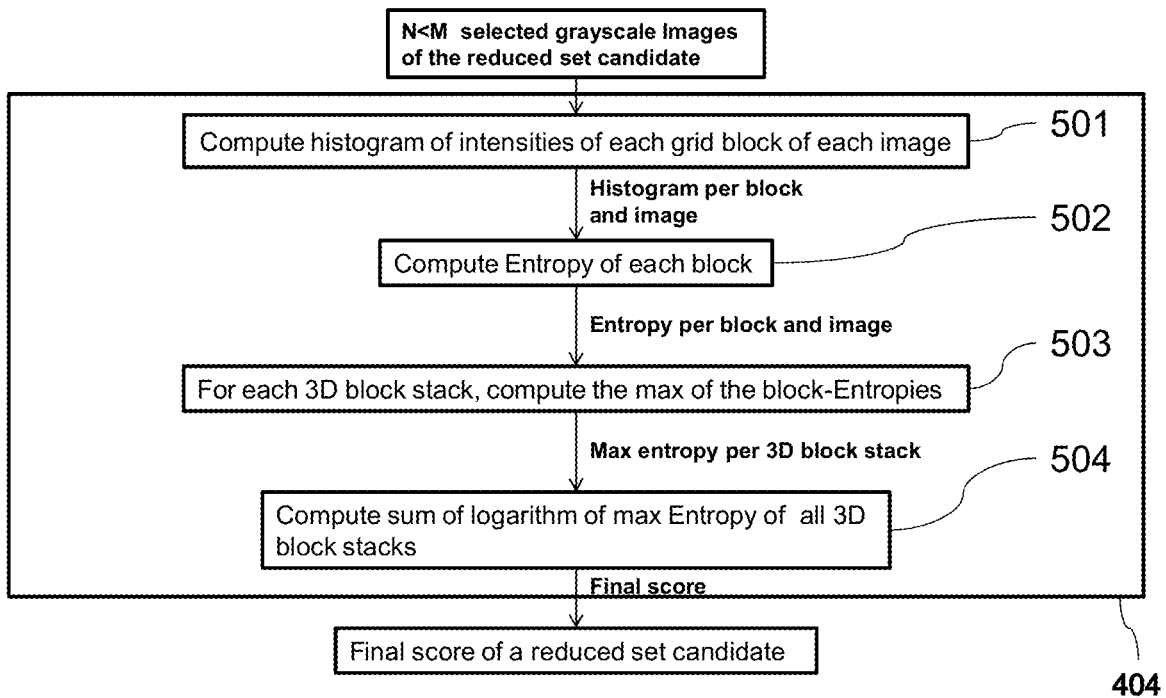 N<M selected grayscale Images
of the reduced set candidate
501
Compute histogram of intensities of each grid block of each image
Histogram per block
and image
502
Compute Entropy of each block
Entropy per block and image
503
For each 3D block stack, compute the max of the block-Entropies
Max entropy per 3D block stack
504
Compute sum of logarithm of max Entropy of all 3D
block stacks
Final score
Final score of a reduced set candidate
404